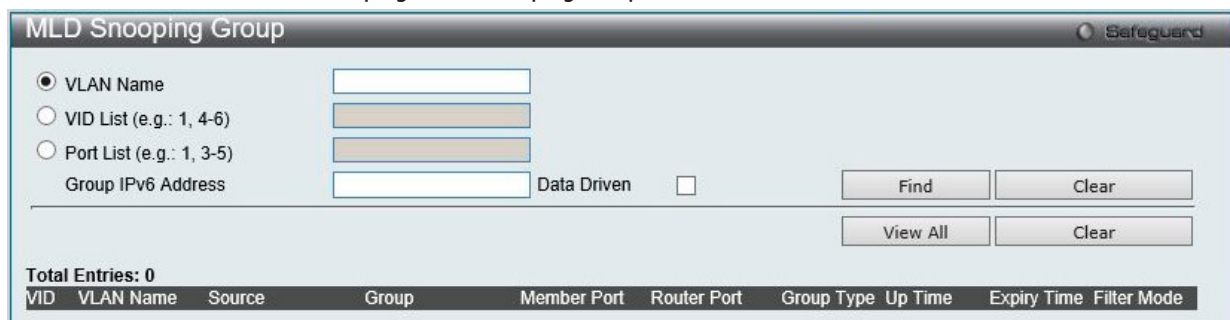 MLD Snooping Group
Safeguard
VLAN Name
VID List (e.g.: 1, 4-6)
Port List (e.g.: 1, 3-5)
Group IPv6 Address
Data Driven
Find
Clear
View All
Clear
Total Entries: 0
VID VLAN Name Source Group Member Port Router Port Group Type Up Time Expiry Time Filter Mode